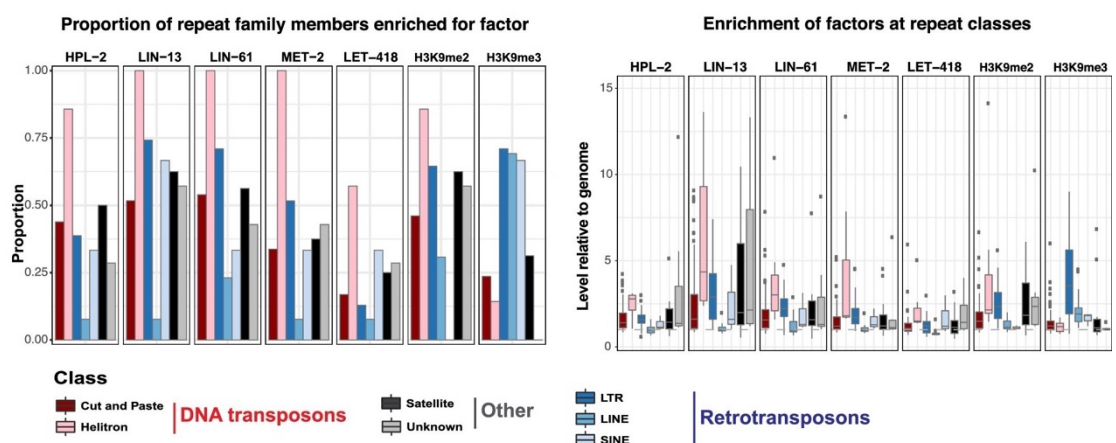 Proportion of repeat family members enriched for factor
HPL−2 LIN−13 LIN−61 MET−2 LET−418 H3K9me2 H3K9me3
1.00
0.75
0.50
0.25
0.00
Proportion
Enrichment of factors at repeat classes
HPL−2 LIN−13 LIN−61 MET−2 LET−418 H3K9me2 H3K9me3
15
10
5
0
Level relative to genome
Class
Cut and Paste
Helitron
DNA transposons
Satellite
Unknown
Other
LTR
LINE
SINE
Retrotransposons